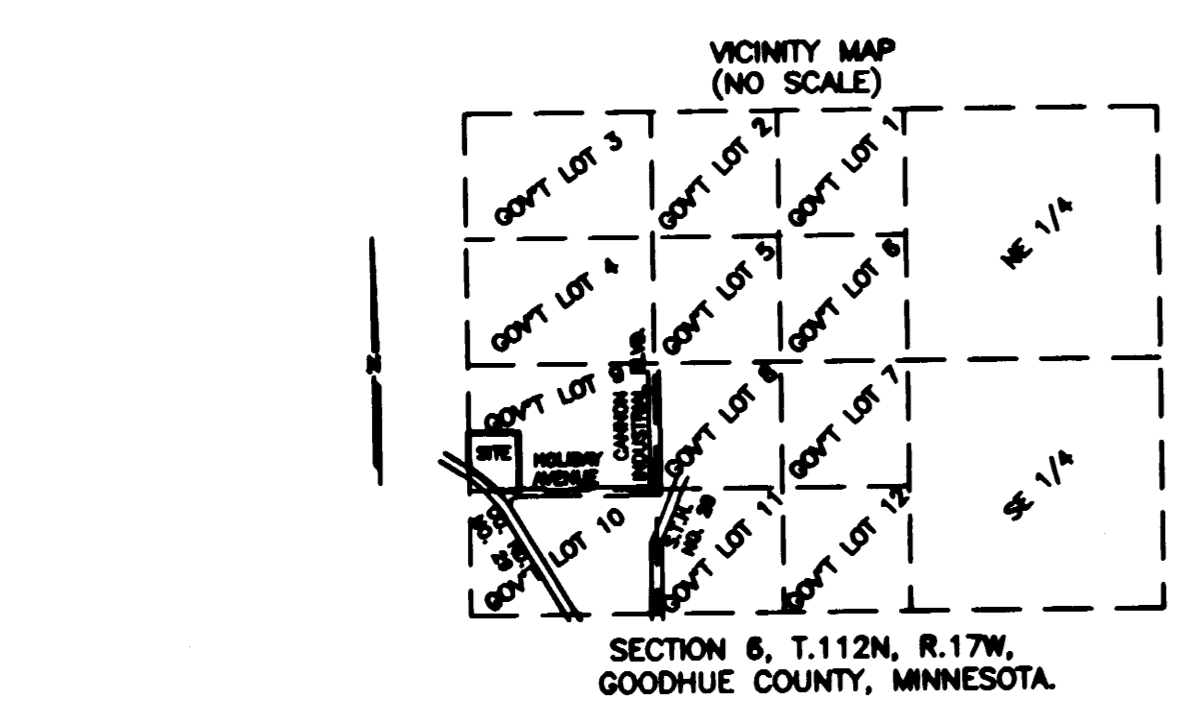 VICINITY MAP
(NO SCALE)
GOV'T LOT 3
GOV'T LOT 2
GOV'T LOT 1
NE 1/4
GOV'T LOT 4
GOV'T LOT 5
GOV'T LOT 6
N
GOV'T LOT 9
CANNON
INDUSTRIAL BLVD.
GOV'T LOT 8
GOV'T LOT 7
SITE
HOLIDAY
AVENUE
SE 1/4
NO.
GOV'T LOT 10
S.T.H.
NO. 20
GOV'T LOT 11
GOV'T LOT 12
SECTION 6, T.112N, R.17W,
GOODHUE COUNTY, MINNESOTA.